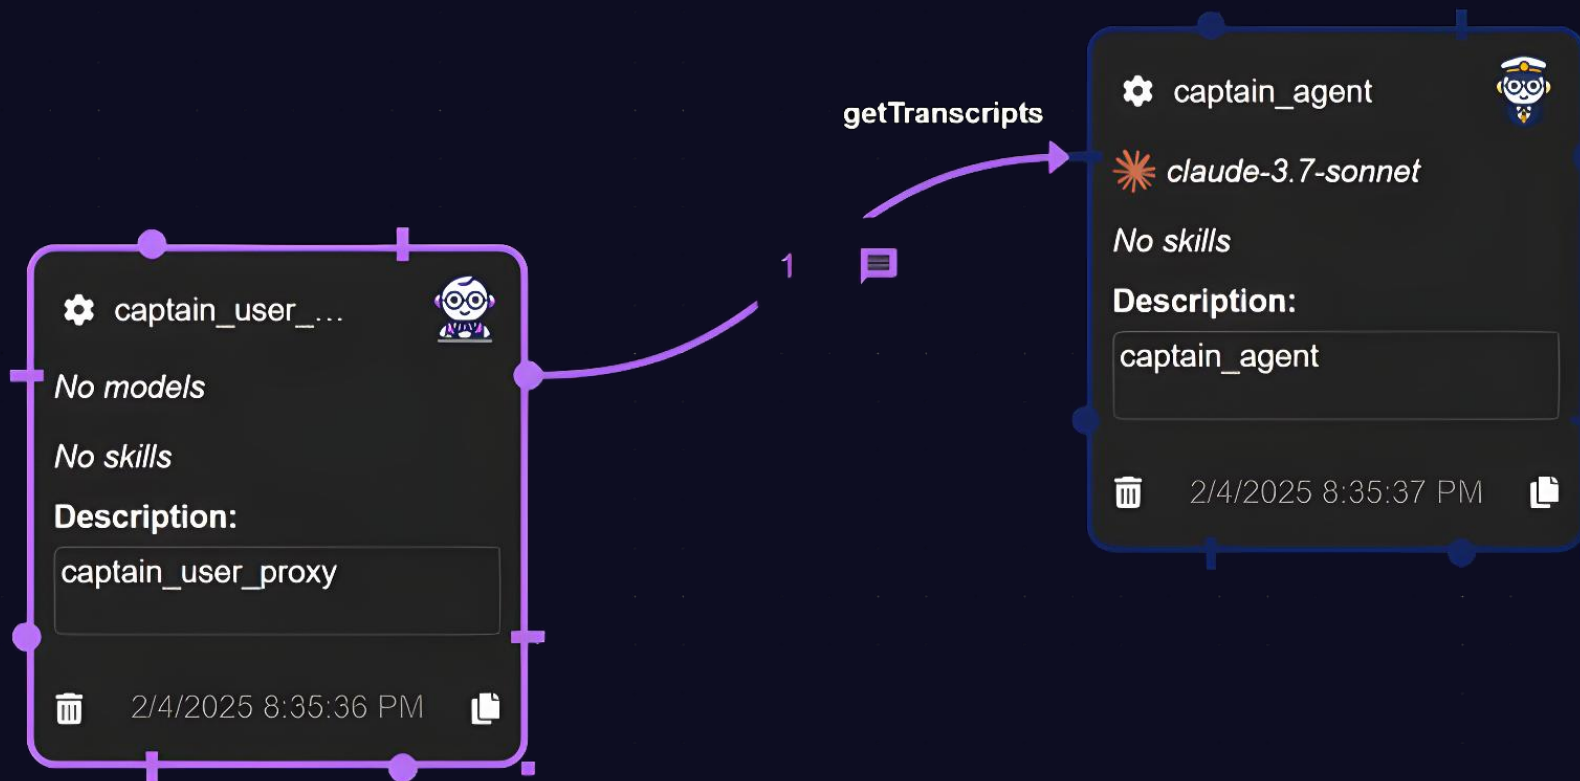 captain_user_...
No models
No skills
Description:
captain_user_proxy
2/4/2025 8:35:36 PM
1
getTranscripts
captain_agent
claude-3.7-sonnet
No skills
Description:
captain_agent
2/4/2025 8:35:37 PM